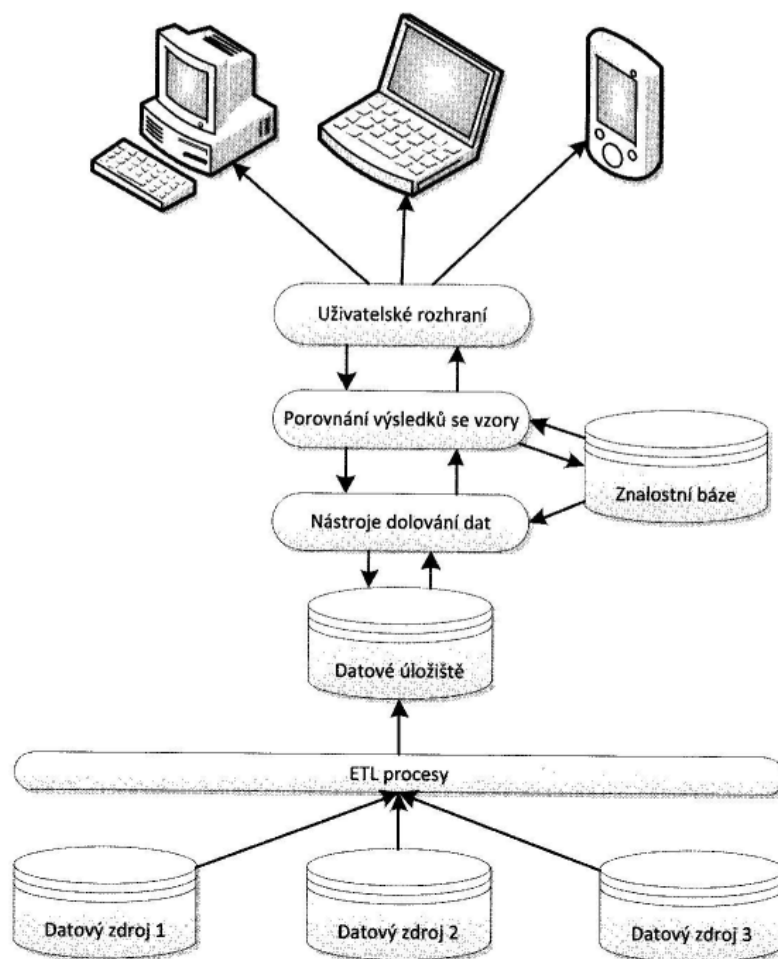 Uživatelské rozhraní
Porovnání výsledků se vzory
Znalostní báze
Nástroje dolování dat
Datové úložiště
ETL procesy
Datový zdroj 1
Datový zdroj 2
Datový zdroj 3